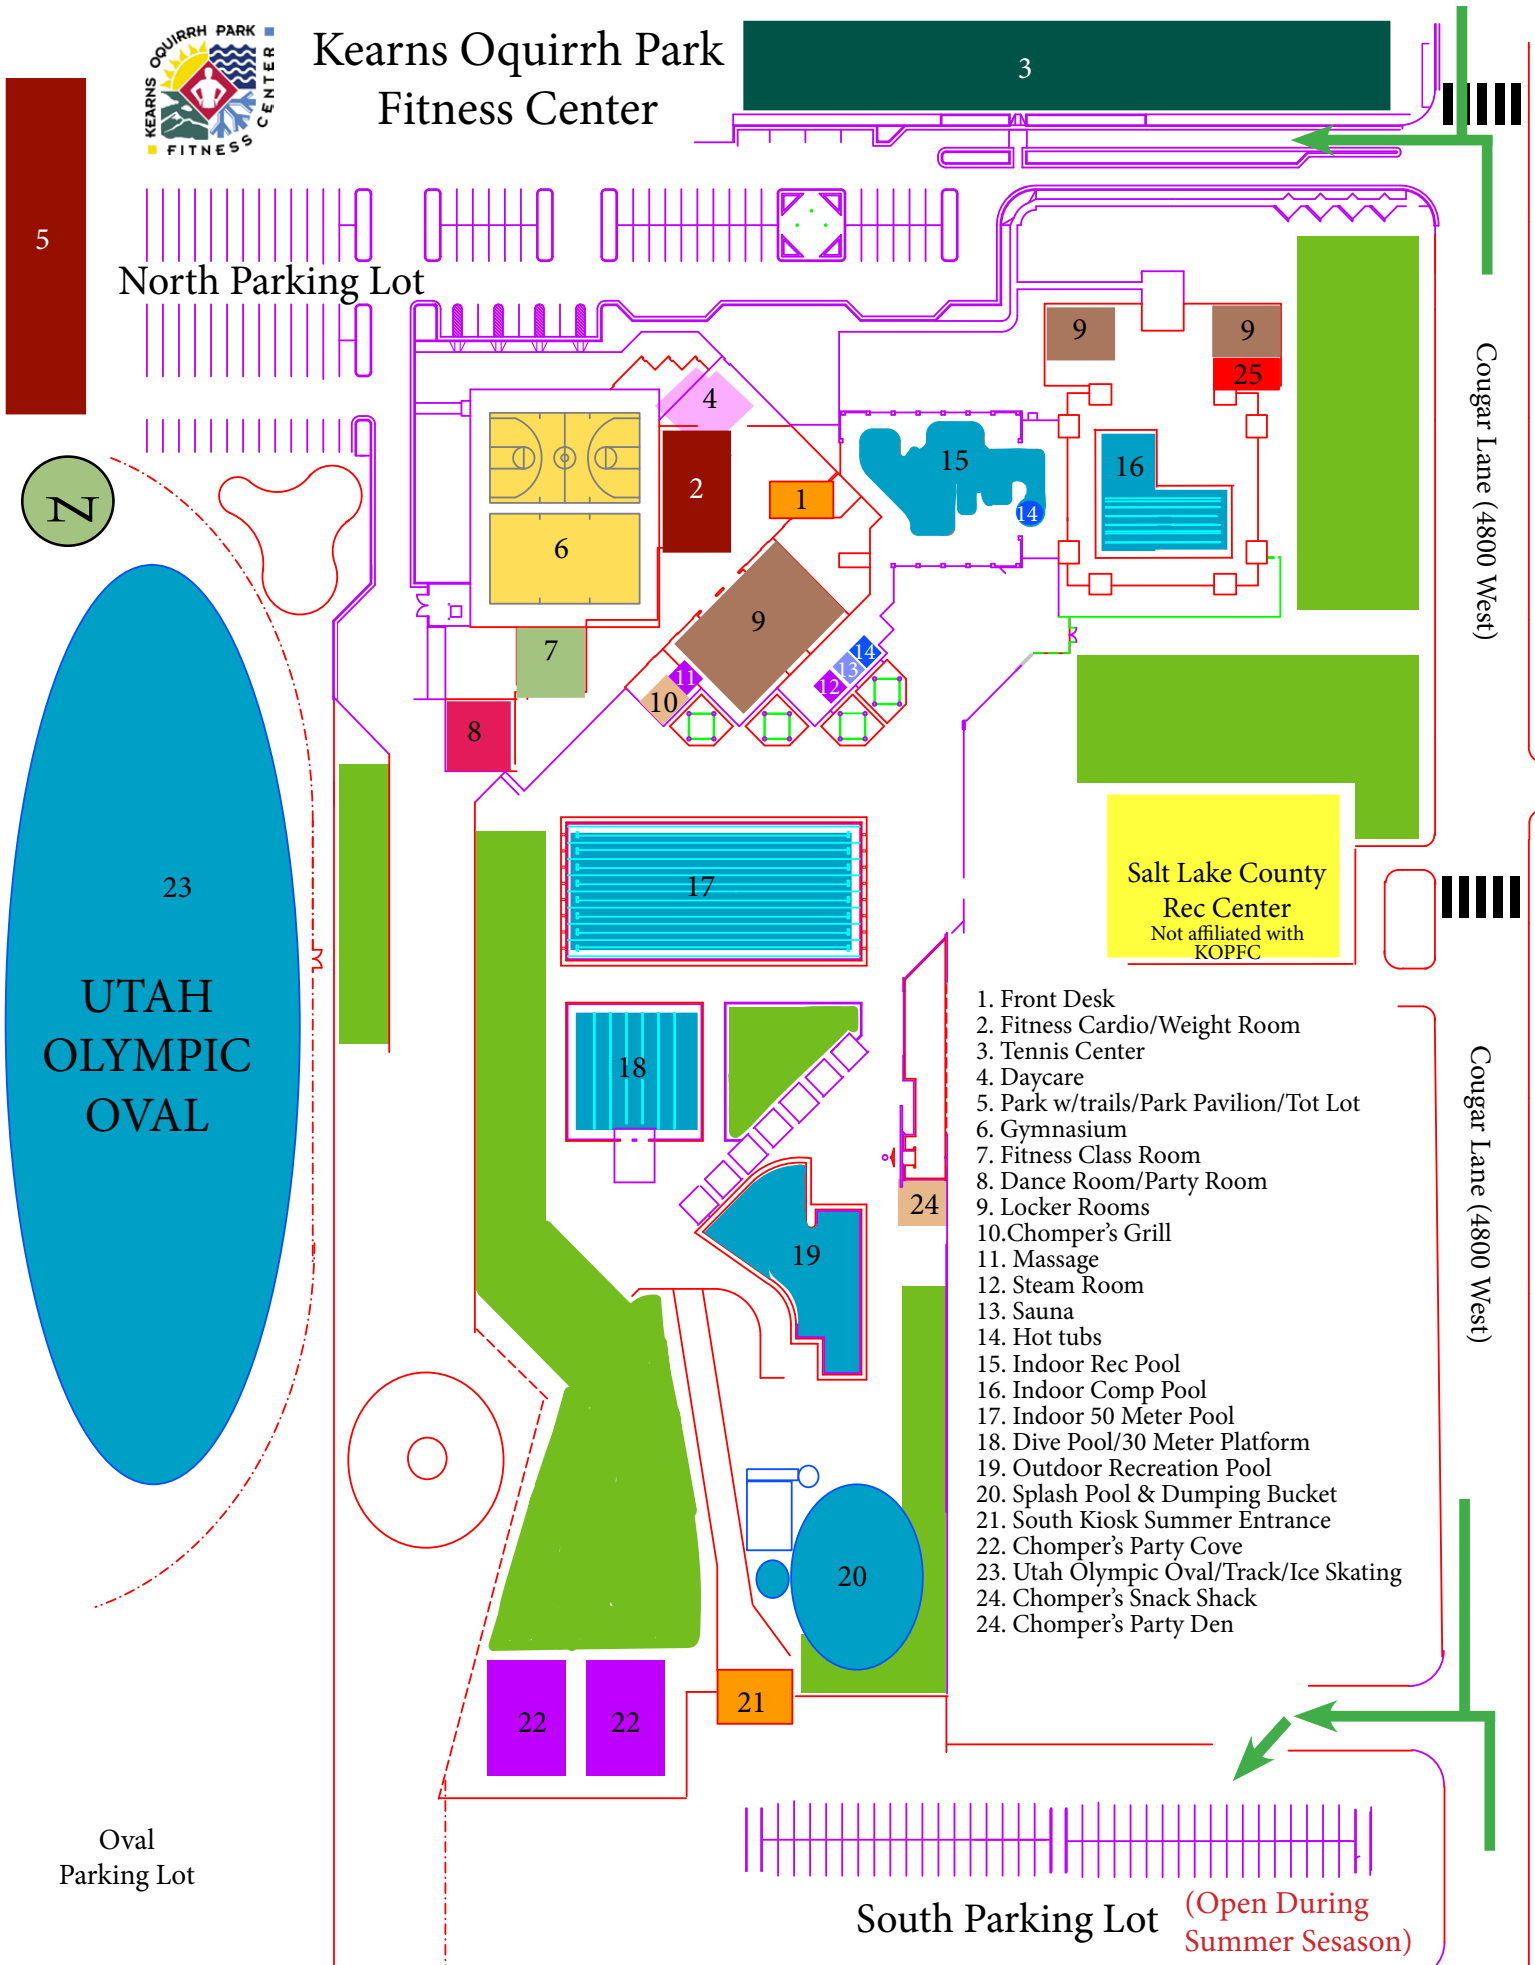 KEARNS OQUIRRH PARK
FITNESS CENTER
Kearns Oquirrh Park
Fitness Center
3
5
North Parking Lot
N
9
9
25
4
15
16
2
1
14
6
9
7
14
13
12
11
10
8
Cougar Lane (4800 West)
17
23
UTAH
OLYMPIC
OVAL
18
Salt Lake County
Rec Center
Not affiliated with
KOPFC
24
19
1. Front Desk
2. Fitness Cardio/Weight Room
3. Tennis Center
4. Daycare
5. Park w/trails/Park Pavilion/Tot Lot
6. Gymnasium
7. Fitness Class Room
8. Dance Room/Party Room
9. Locker Rooms
10.Chomper's Grill
11. Massage
12. Steam Room
13. Sauna
14. Hot tubs
15. Indoor Rec Pool
16. Indoor Comp Pool
17. Indoor 50 Meter Pool
18. Dive Pool/30 Meter Platform
19. Outdoor Recreation Pool
20. Splash Pool & Dumping Bucket
21. South Kiosk Summer Entrance
22. Chomper's Party Cove
23. Utah Olympic Oval/Track/Ice Skating
24. Chomper's Snack Shack
24. Chomper's Party Den
Cougar Lane (4800 West)
20
21
22
22
Oval
Parking Lot
South Parking Lot
(Open During
Summer Sesason)